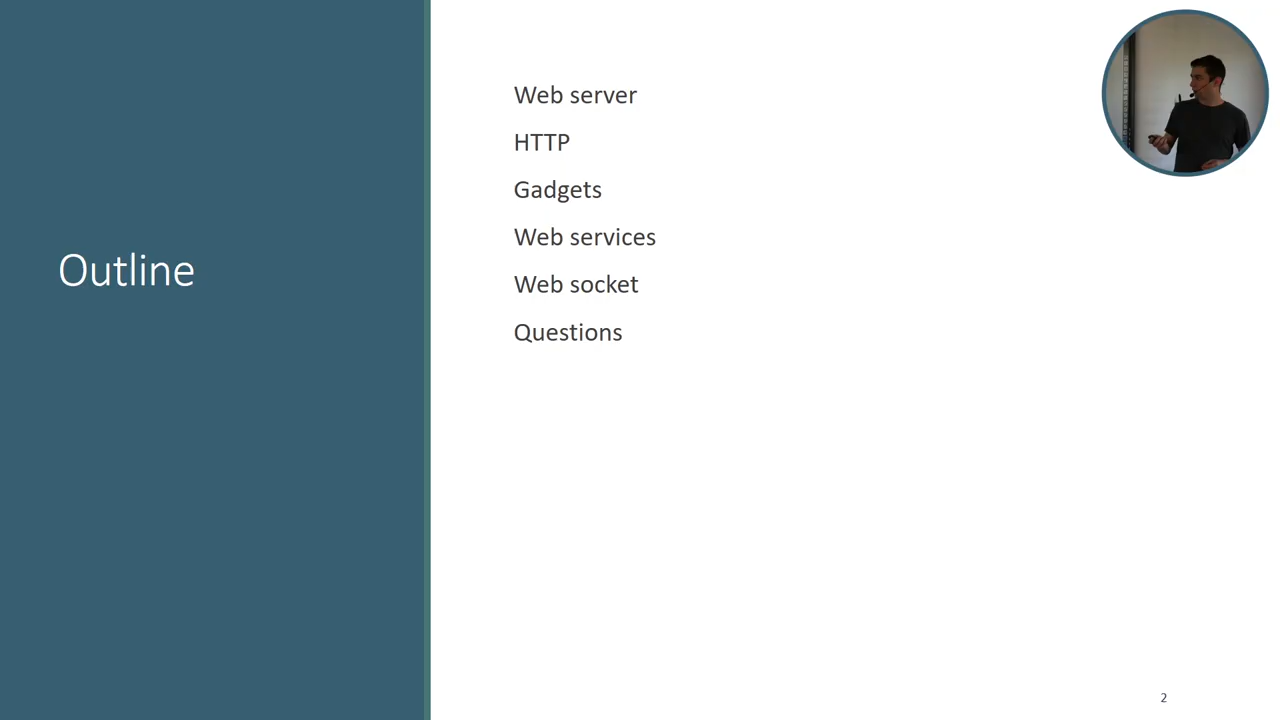 Outline
Web server
HTTP
Gadgets
Web services
Web socket
Questions
2